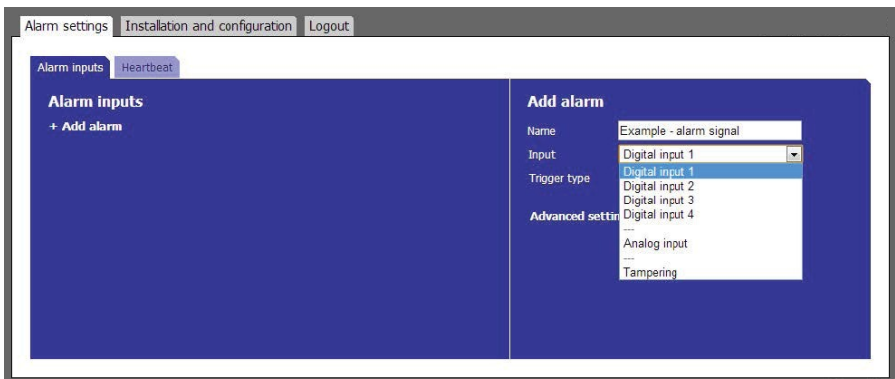 Alarm settings Installation and configuration Logout
Alarm inputs Heartbeat
Alarm inputs
+ Add alarm
Add alarm
Name Example - alarm signal
Input Digital input 1
Trigger type
Digital input 1
Digital input 2
Digital input 3
Digital input 4
---
Analog input
---
Tampering
Advanced settin